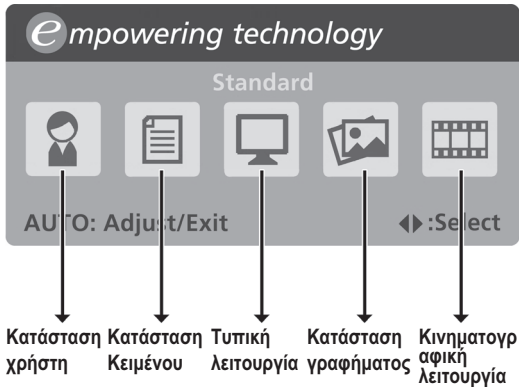 empowering technology
Standard
AUTO: Adjust/Exit
:Select
Κατάσταση χρήστη
Κατάσταση Κειμένου
Τυπική λειτουργία
Κατάσταση γραφήματος
Κινηματογρ
αφική
λειτουργία